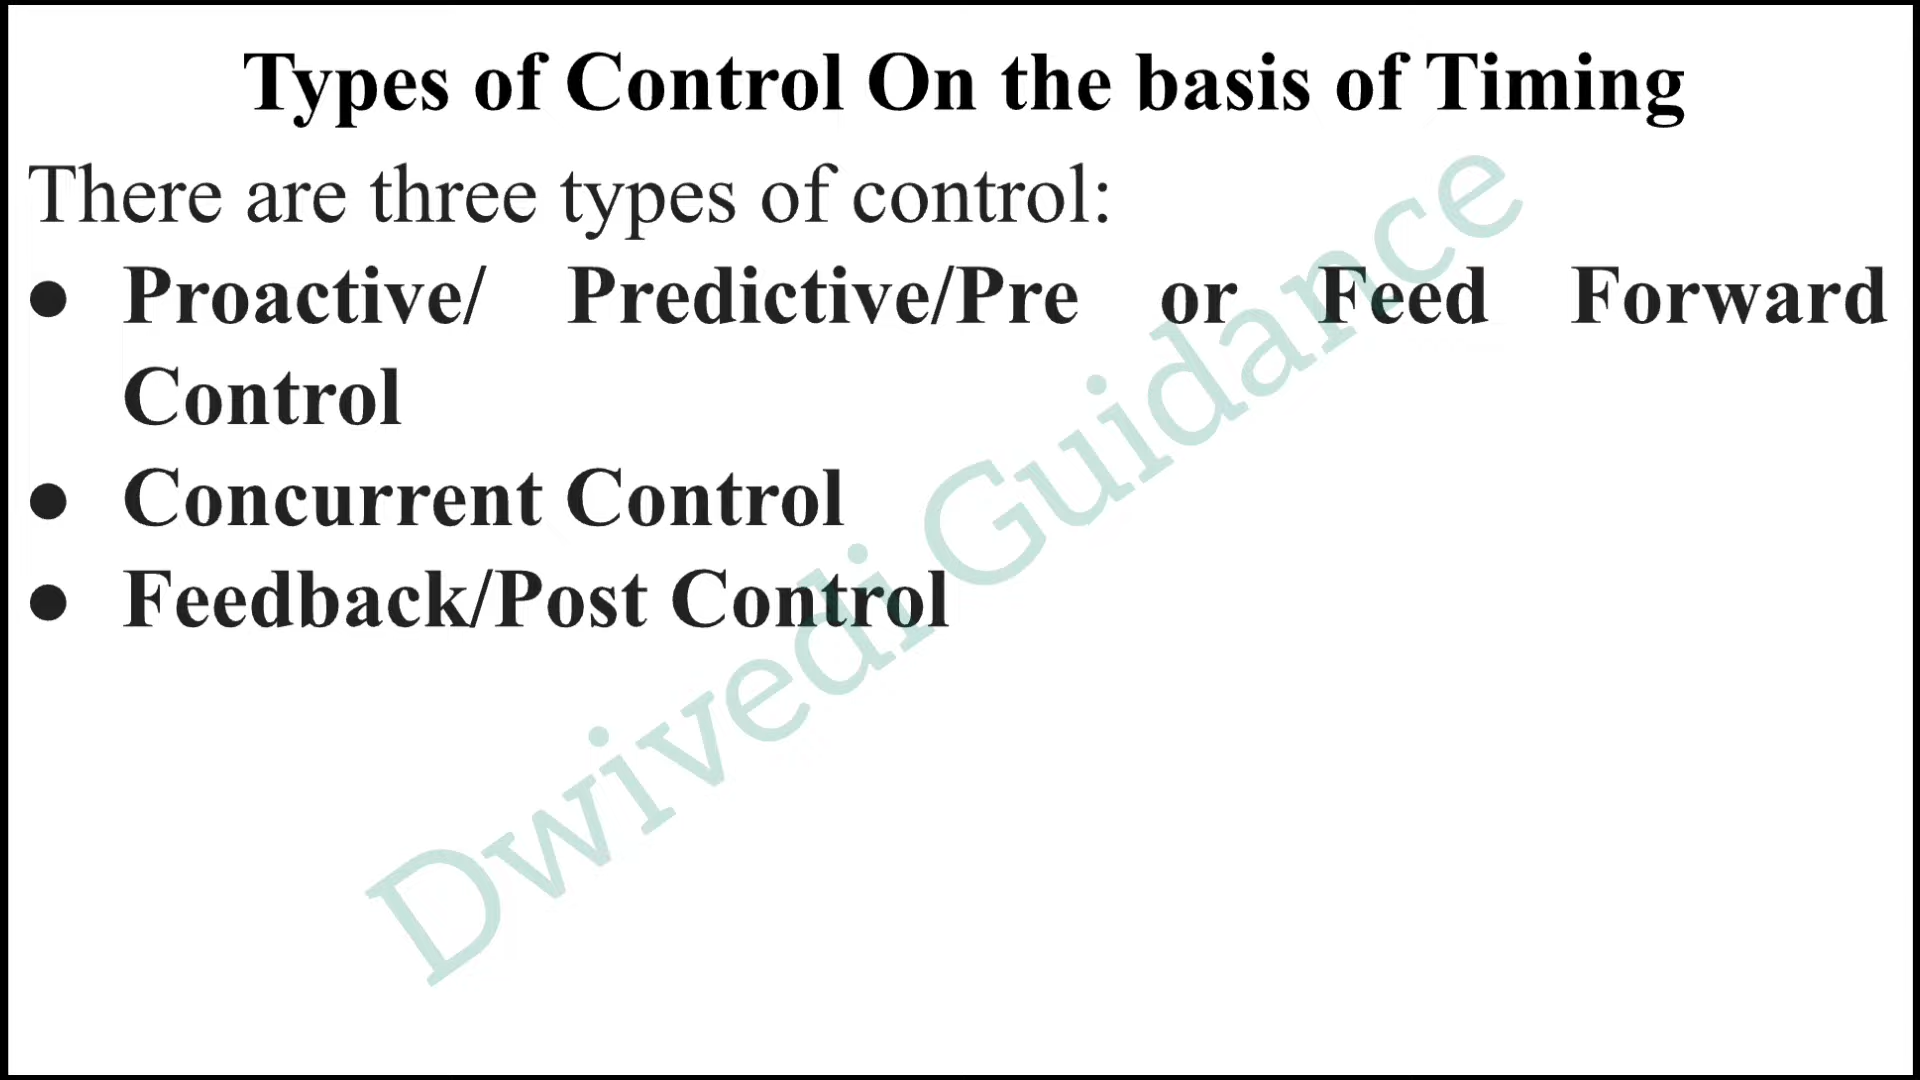 Types of Control On the basis of Timing
There are three types of control:
● Proactive/ Predictive/Pre or Feed Forward
Control
● Concurrent Control
● Feedback/Post Control
Dwivedi Guidance